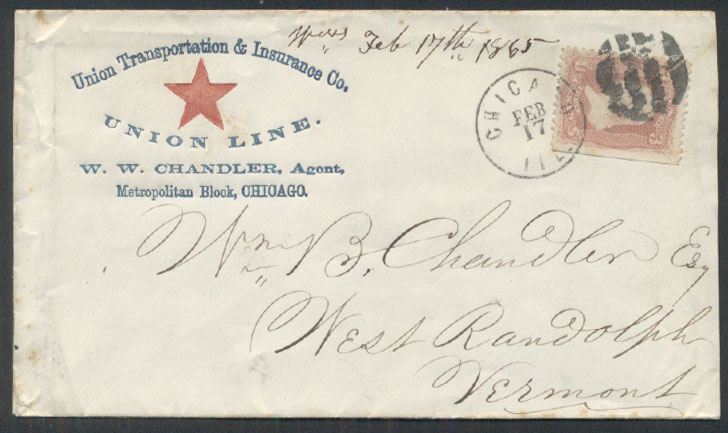 Feb 17th 1865
Union Transportation & Insurance Co.
UNION LINE.
W. W. CHANDLER, Agent,
Metropolitan Block, CHICAGO.
CHICAGO ILL.
FEB
17
U
3
Wm B. Chandler Esq
West Randolph
Vermont